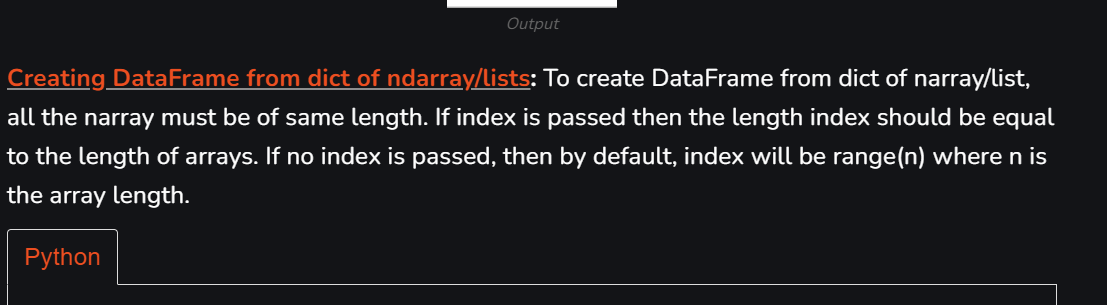 Output
Creating DataFrame from dict of ndarray/lists: To create DataFrame from dict of narray/list,
all the narray must be of same length. If index is passed then the length index should be equal
to the length of arrays. If no index is passed, then by default, index will be range(n) where n is
the array length.
Python